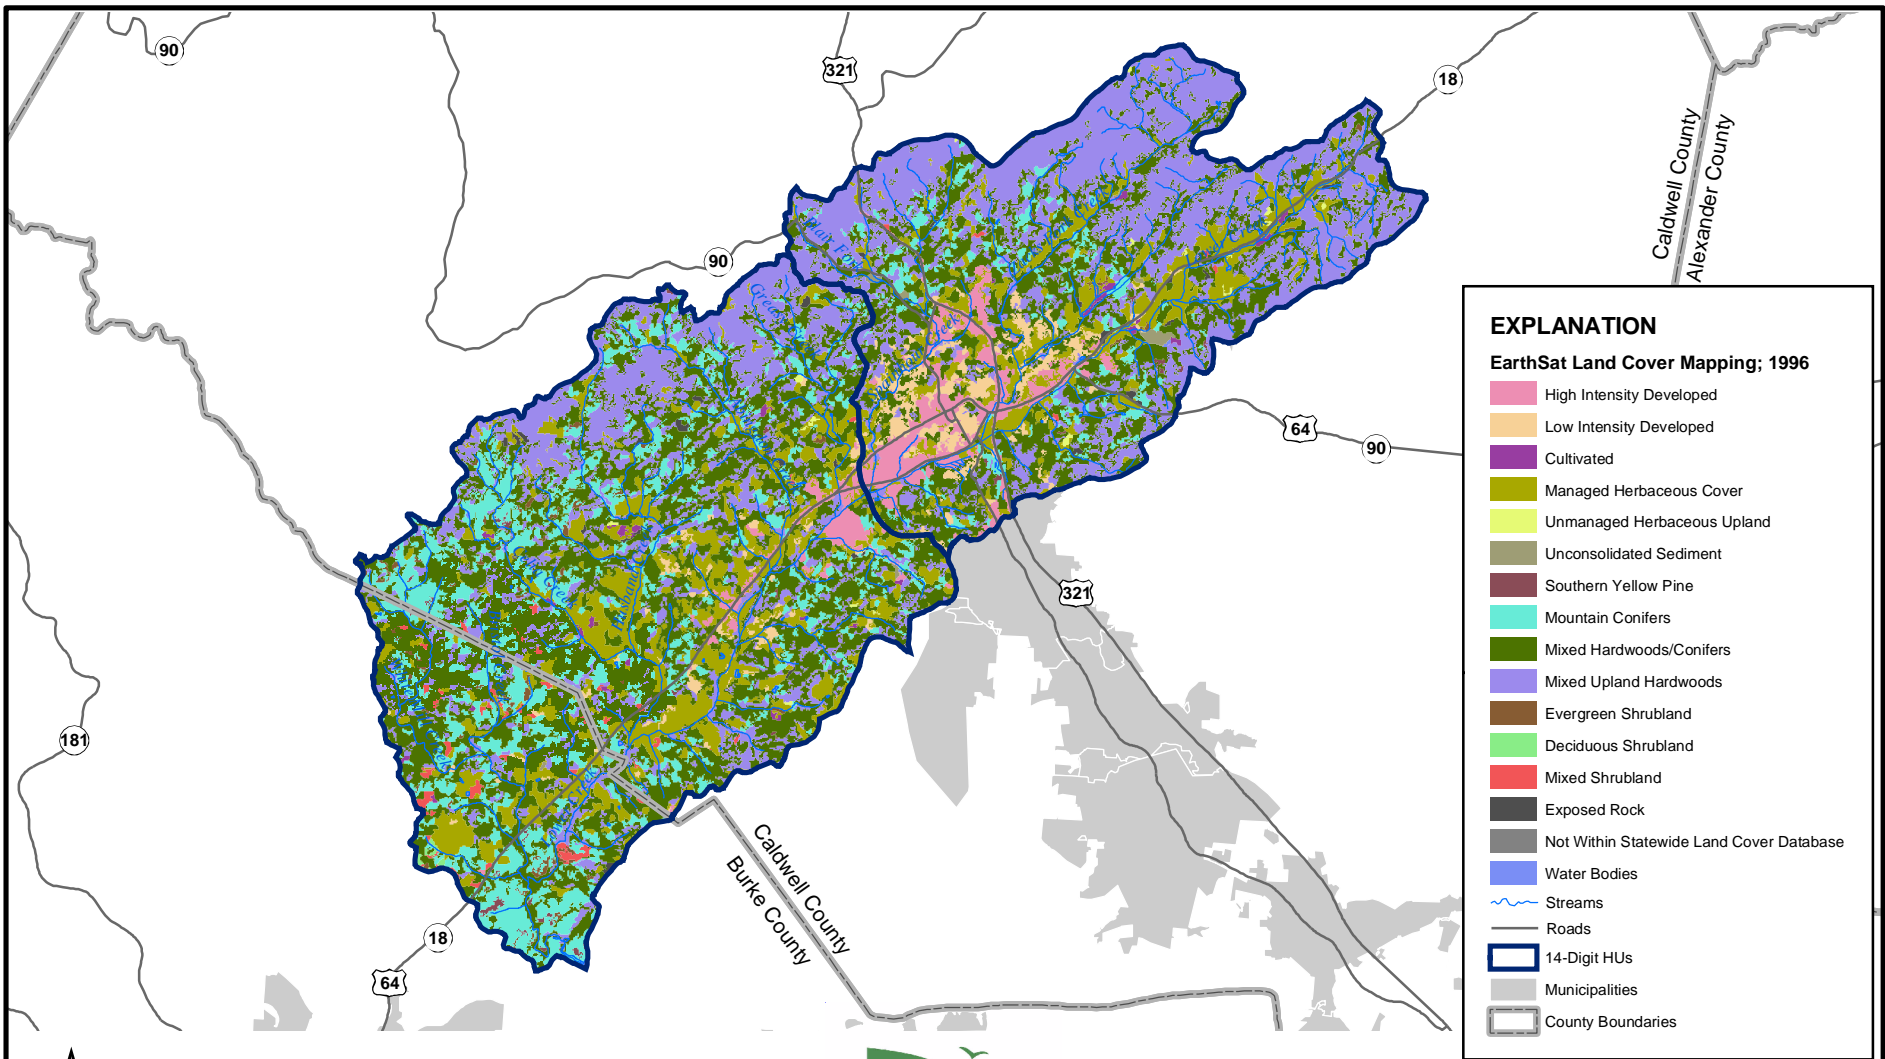 90
321
18
Caldwell County
Alexander County
90
64
90
321
181
18
64
Caldwell County
Burke County
Creek
Creek
EXPLANATION
EarthSat Land Cover Mapping; 1996
High Intensity Developed
Low Intensity Developed
Cultivated
Managed Herbaceous Cover
Unmanaged Herbaceous Upland
Unconsolidated Sediment
Southern Yellow Pine
Mountain Conifers
Mixed Hardwoods/Conifers
Mixed Upland Hardwoods
Evergreen Shrubland
Deciduous Shrubland
Mixed Shrubland
Exposed Rock
Not Within Statewide Land Cover Database
Water Bodies
Streams
Roads
14-Digit HUs
Municipalities
County Boundaries